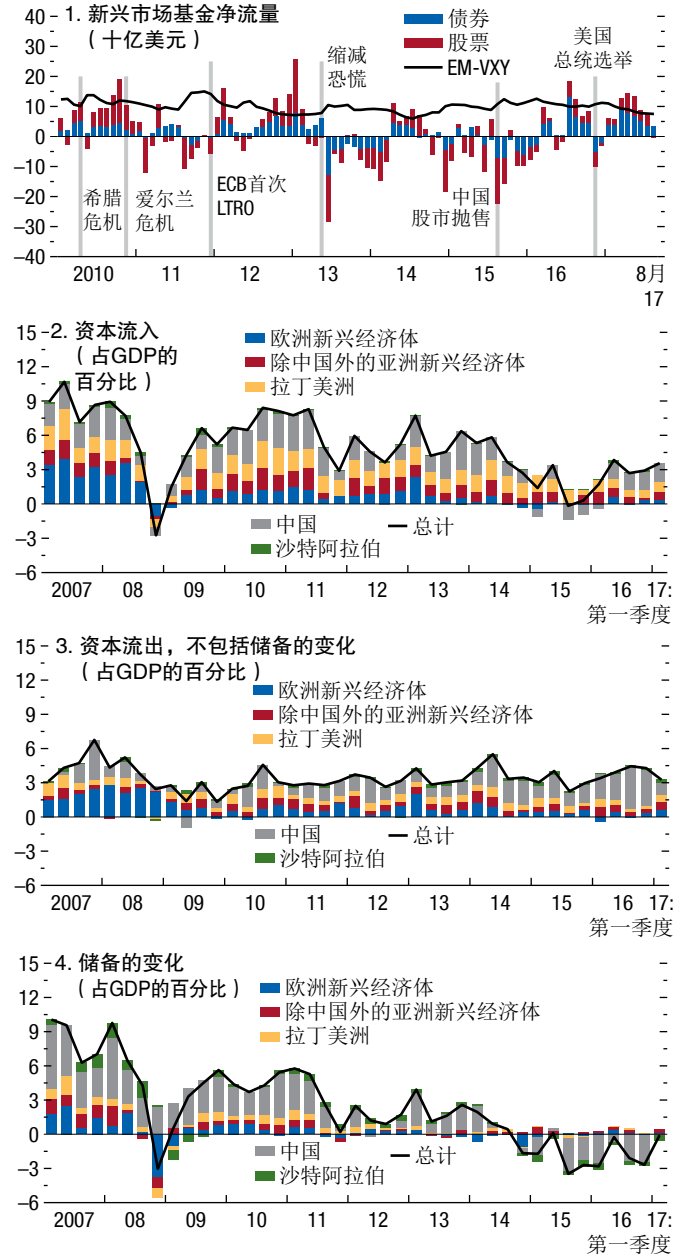 1. 新兴市场基金净流量
（十亿美元）
债券
股票
EM-VXY
缩减
恐慌
美国
总统选举
希腊
危机
爱尔兰
危机
ECB首次
LTRO
中国
股市抛售
40
30
20
10
0
–10
–20
–30
–40
2010 11 12 13 14 15 16 8月
17
2. 资本流入
（占GDP的
百分比）
欧洲新兴经济体
除中国外的亚洲新兴经济体
拉丁美洲
中国
总计
沙特阿拉伯
15
12
9
6
3
0
–3
–6
2007 08 09 10 11 12 13 14 15 16 17:
第一季度
3. 资本流出，不包括储备的变化
（占GDP的百分比）
欧洲新兴经济体
除中国外的亚洲新兴经济体
拉丁美洲
中国
总计
沙特阿拉伯
15
12
9
6
3
0
–3
–6
2007 08 09 10 11 12 13 14 15 16 17:
第一季度
4. 储备的变化
（占GDP的百分比）
欧洲新兴经济体
除中国外的亚洲新兴经济体
拉丁美洲
中国
总计
沙特阿拉伯
15
12
9
6
3
0
–3
–6
2007 08 09 10 11 12 13 14 15 16 17:
第一季度